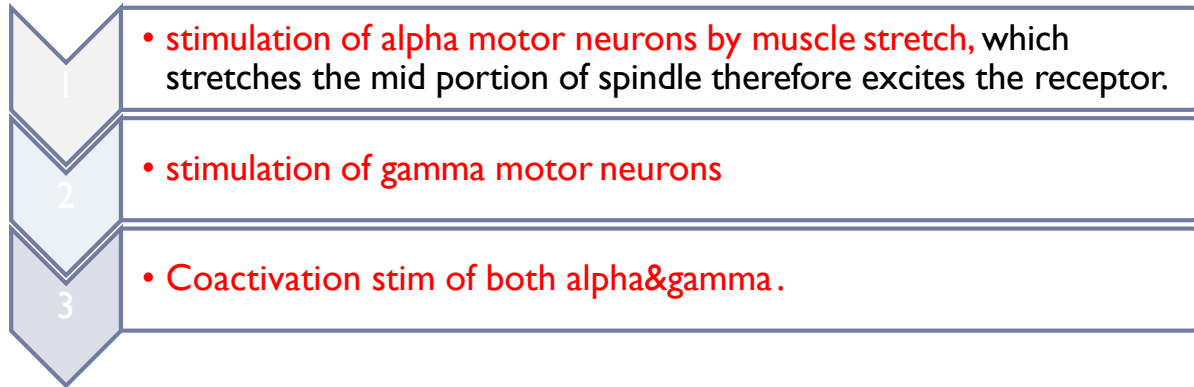 1
• stimulation of alpha motor neurons by muscle stretch, which
stretches the mid portion of spindle therefore excites the receptor.
2
• stimulation of gamma motor neurons
3
• Coactivation stim of both alpha&gamma.